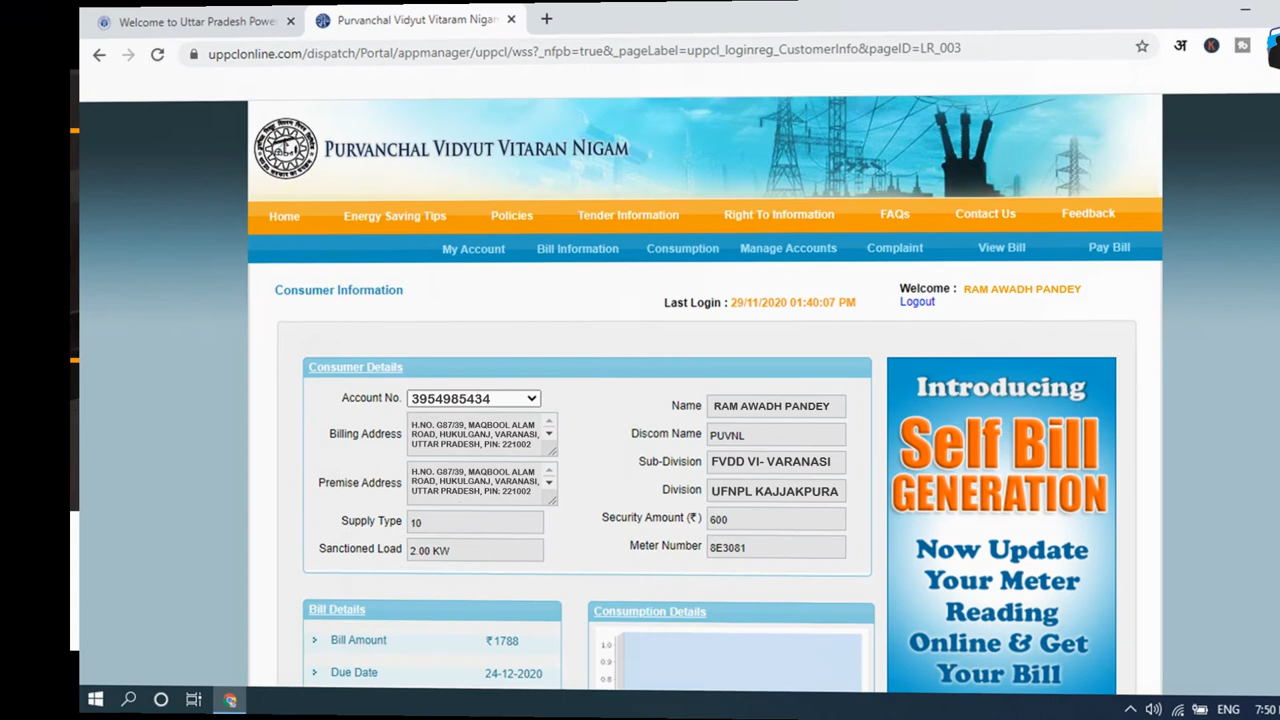 Welcome to Uttar Pradesh Powe
Purvanchal Vidyut Vitaram Nigam
uppclonline.com/dispatch/Portal/appmanager/uppcl/wss?_nfpb=true&_pageLabel=uppcl_loginreg_CustomerInfo&pageID=LR_003
अ
K
PURVANCHAL VIDYUT VITARAN NIGAM
Home Energy Saving Tips Policies Tender Information Right To Information FAQs Contact Us Feedback
My Account Bill Information Consumption Manage Accounts Complaint View Bill Pay Bill
Consumer Information
Last Login : 29/11/2020 01:40:07 PM
Welcome : RAM AWADH PANDEY
Logout
Consumer Details
Account No. 3954985434
Billing Address H.NO. G87/39, MAQBOOL ALAM
ROAD, HUKULGANJ, VARANASI,
UTTAR PRADESH, PIN: 221002
Premise Address H.NO. G87/39, MAQBOOL ALAM
ROAD, HUKULGANJ, VARANASI,
UTTAR PRADESH, PIN: 221002
Supply Type 10
Sanctioned Load 2.00 KW
Name RAM AWADH PANDEY
Discom Name PUVNL
Sub-Division FVDD VI- VARANASI
Division UFNPL KAJJAKPURA
Security Amount (₹) 600
Meter Number 8E3081
Introducing
Self Bill
GENERATION
Now Update
Your Meter
Reading
Online & Get
Your Bill
Bill Details
Bill Amount ₹1788
Due Date 24-12-2020
Consumption Details
1.0
0.9
0.8
ENG 7:50